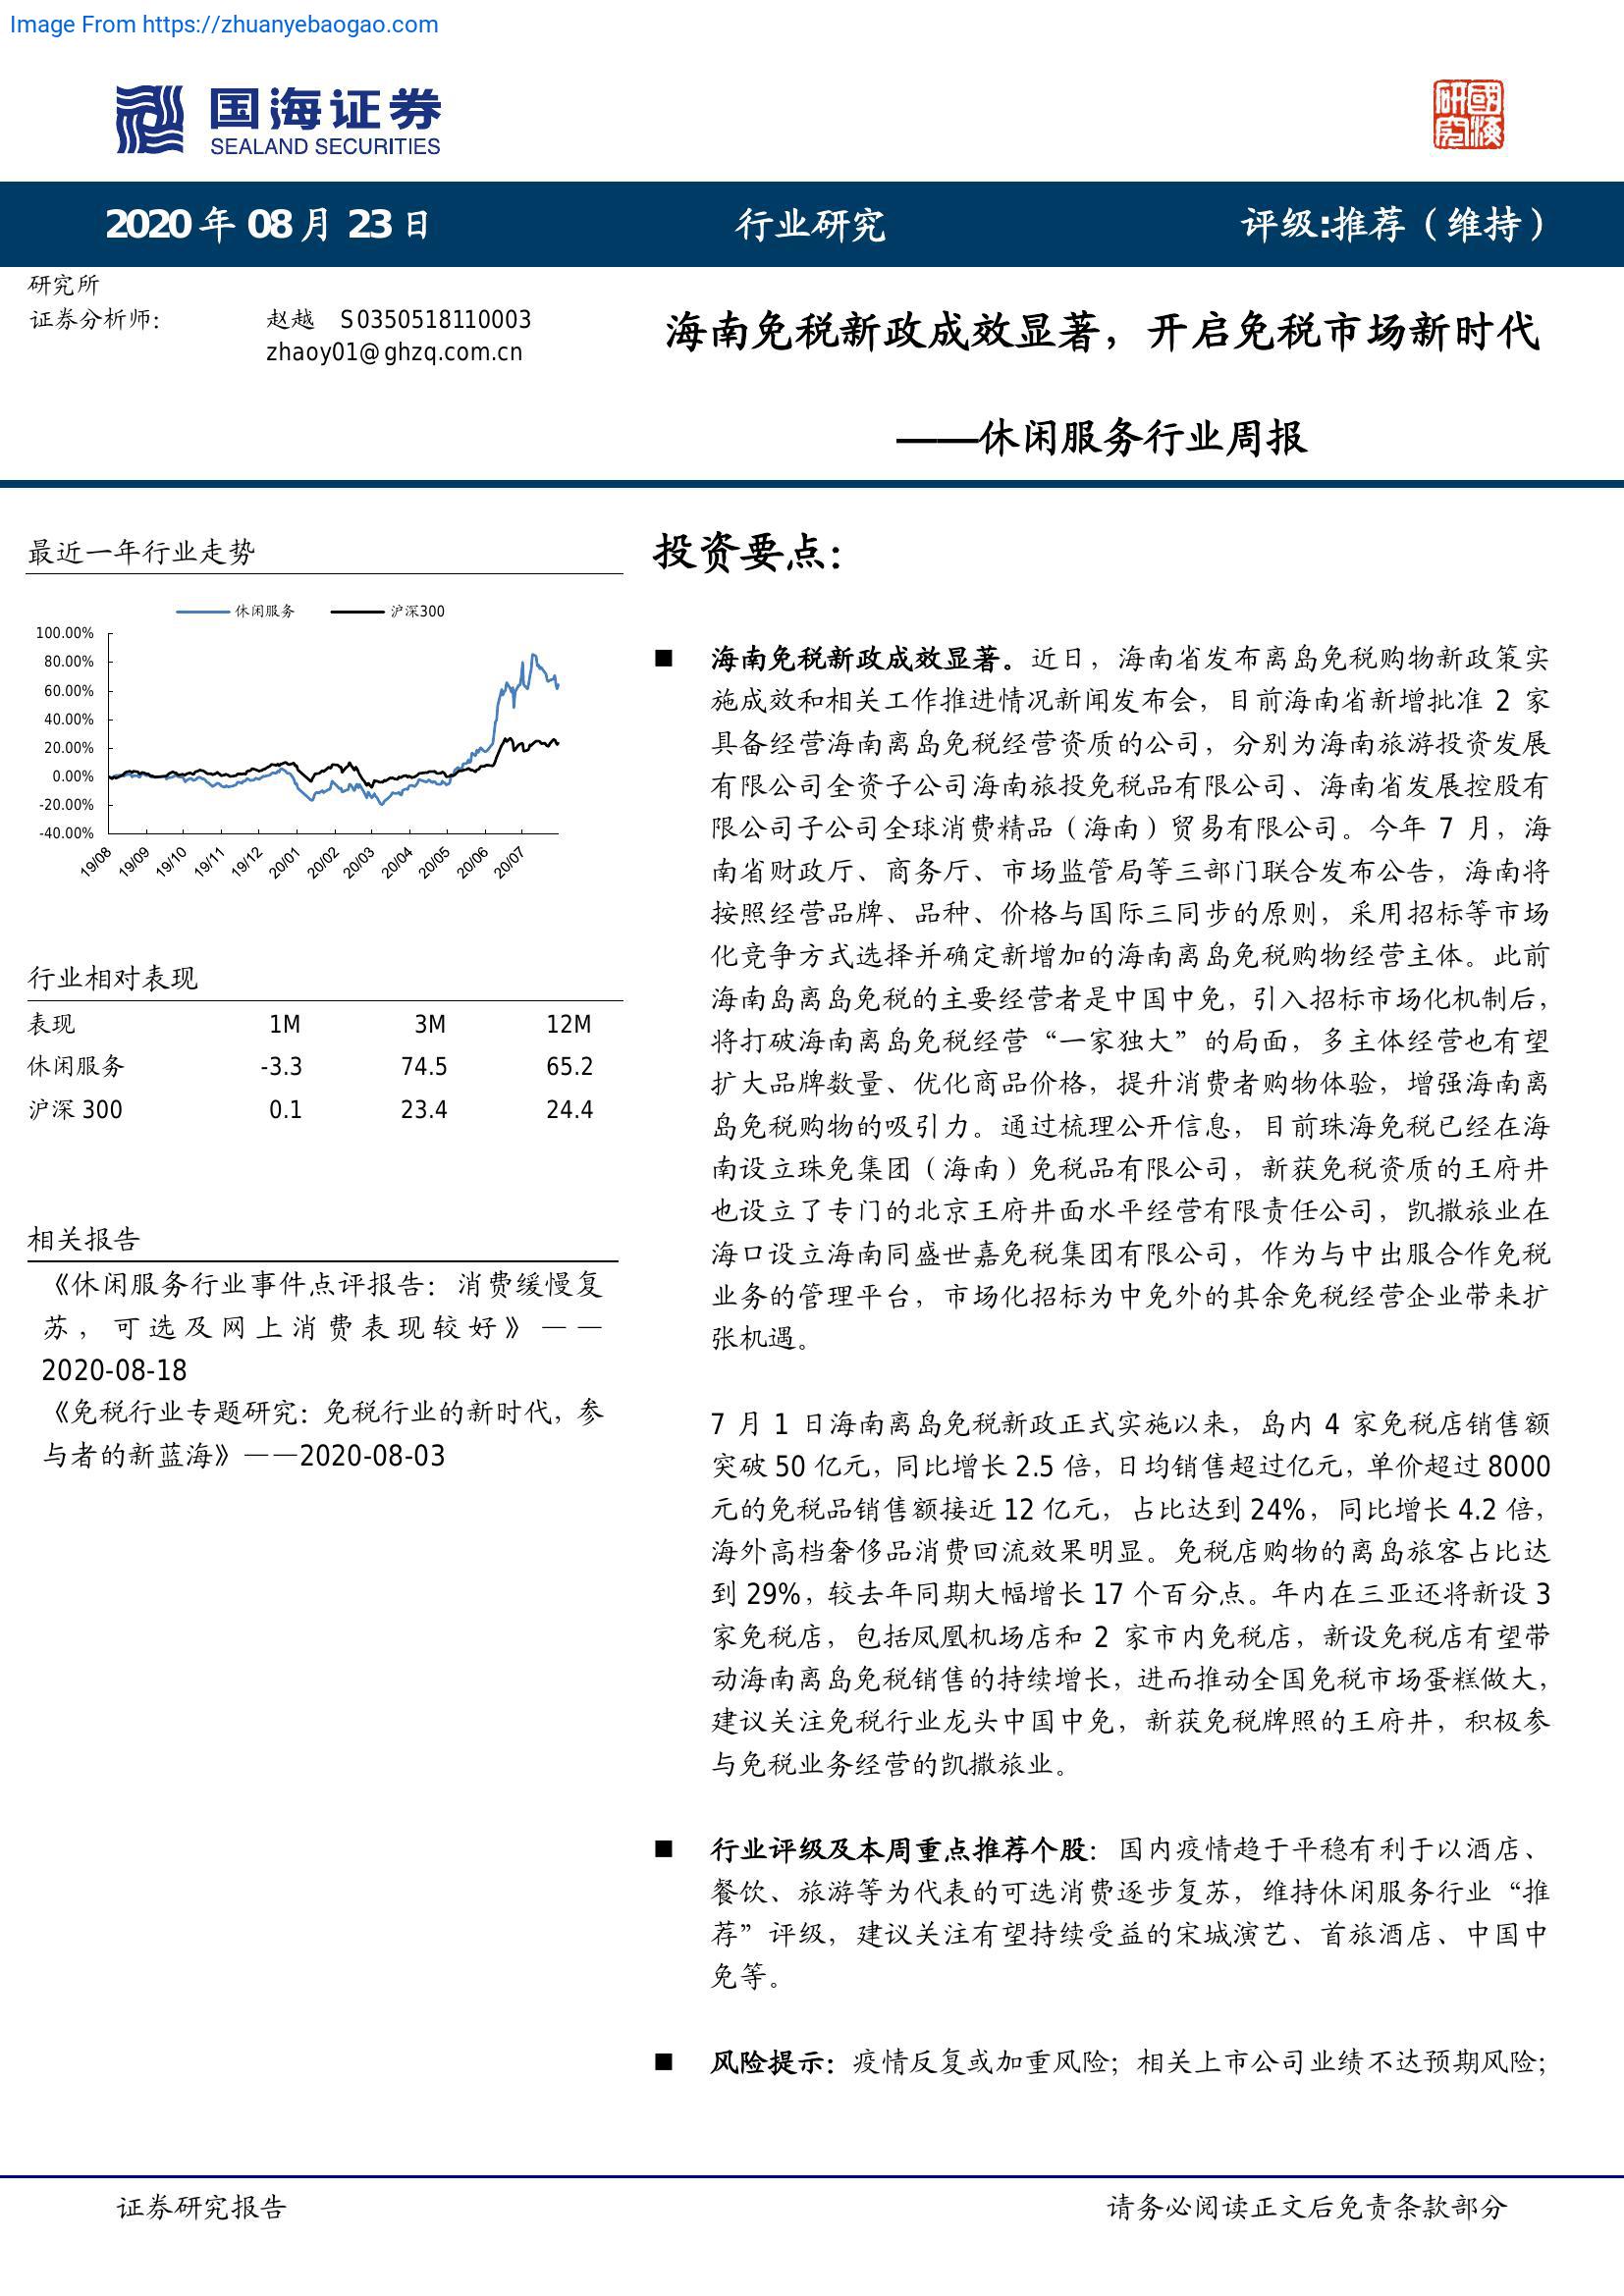 Image From https://zhuanyebaogao.com
国海证券
SEALAND SECURITIES
研國
究海
2020 年 08 月 23 日
行业研究
评级:推荐（维持）
研究所
证券分析师：
赵越 S0350518110003
zhaoy01@ghzq.com.cn
海南免税新政成效显著，开启免税市场新时代
——休闲服务行业周报
最近一年行业走势
休闲服务 沪深300
100.00%
80.00%
60.00%
40.00%
20.00%
0.00%
-20.00%
-40.00%
19/08 19/09 19/10 19/11 19/12 20/01 20/02 20/03 20/04 20/05 20/06 20/07
行业相对表现
表现 1M 3M 12M
休闲服务 -3.3 74.5 65.2
沪深 300 0.1 23.4 24.4
相关报告
《休闲服务行业事件点评报告：消费缓慢复
苏，可选及网上消费表现较好》——
2020-08-18
《免税行业专题研究：免税行业的新时代，参
与者的新蓝海》——2020-08-03
投资要点：
■ 海南免税新政成效显著。近日，海南省发布离岛免税购物新政策实
施成效和相关工作推进情况新闻发布会，目前海南省新增批准 2 家
具备经营海南离岛免税经营资质的公司，分别为海南旅游投资发展
有限公司全资子公司海南旅投免税品有限公司、海南省发展控股有
限公司子公司全球消费精品（海南）贸易有限公司。今年 7 月，海
南省财政厅、商务厅、市场监管局等三部门联合发布公告，海南将
按照经营品牌、品种、价格与国际三同步的原则，采用招标等市场
化竞争方式选择并确定新增加的海南离岛免税购物经营主体。此前
海南岛离岛免税的主要经营者是中国中免，引入招标市场化机制后，
将打破海南离岛免税经营“一家独大”的局面，多主体经营也有望
扩大品牌数量、优化商品价格，提升消费者购物体验，增强海南离
岛免税购物的吸引力。通过梳理公开信息，目前珠海免税已经在海
南设立珠免集团（海南）免税品有限公司，新获免税资质的王府井
也设立了专门的北京王府井面水平经营有限责任公司，凯撒旅业在
海口设立海南同盛世嘉免税集团有限公司，作为与中出服合作免税
业务的管理平台，市场化招标为中免外的其余免税经营企业带来扩
张机遇。
7 月 1 日海南离岛免税新政正式实施以来，岛内 4 家免税店销售额
突破 50 亿元，同比增长 2.5 倍，日均销售超过亿元，单价超过 8000
元的免税品销售额接近 12 亿元，占比达到 24%，同比增长 4.2 倍，
海外高档奢侈品消费回流效果明显。免税店购物的离岛旅客占比达
到 29%，较去年同期大幅增长 17 个百分点。年内在三亚还将新设 3
家免税店，包括凤凰机场店和 2 家市内免税店，新设免税店有望带
动海南离岛免税销售的持续增长，进而推动全国免税市场蛋糕做大，
建议关注免税行业龙头中国中免，新获免税牌照的王府井，积极参
与免税业务经营的凯撒旅业。
■ 行业评级及本周重点推荐个股：国内疫情趋于平稳有利于以酒店、
餐饮、旅游等为代表的可选消费逐步复苏，维持休闲服务行业“推
荐”评级，建议关注有望持续受益的宋城演艺、首旅酒店、中国中
免等。
■ 风险提示：疫情反复或加重风险；相关上市公司业绩不达预期风险；
证券研究报告
请务必阅读正文后免责条款部分